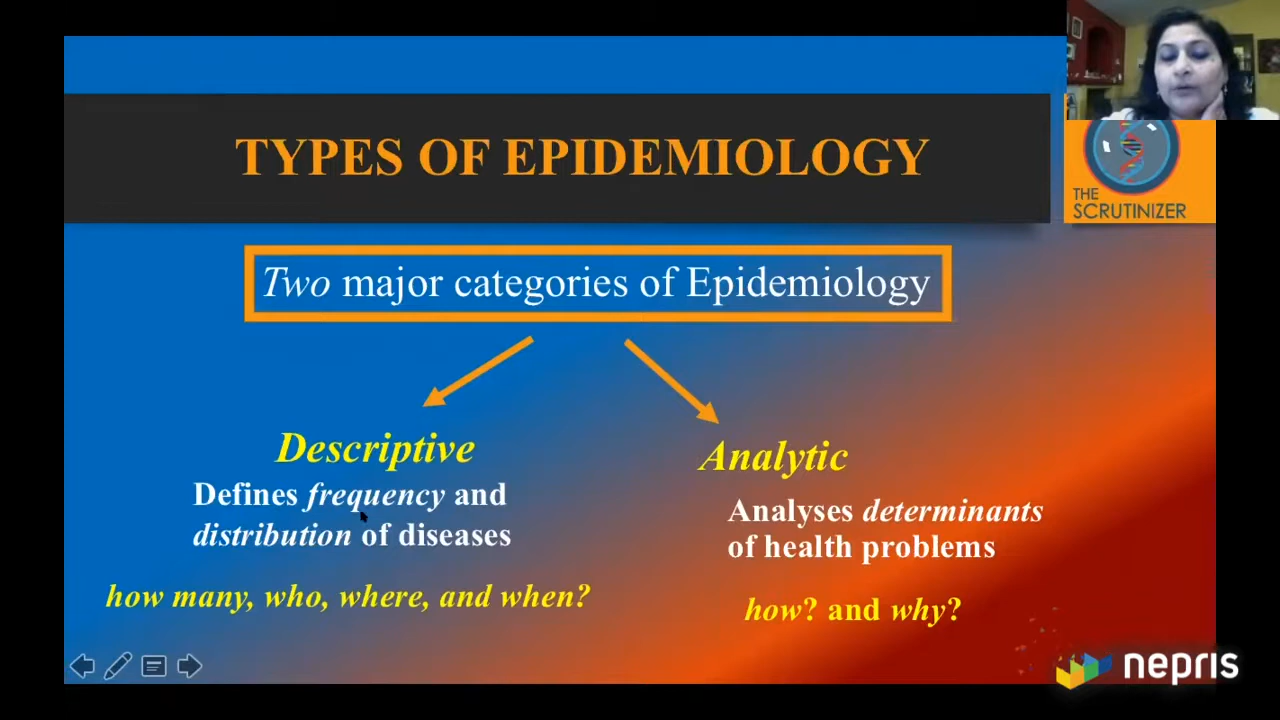 TYPES OF EPIDEMIOLOGY
THE
SCRUTINIZER
Two major categories of Epidemiology
Descriptive
Defines frequency and
distribution of diseases
how many, who, where, and when?
Analytic
Analyses determinants
of health problems
how? and why?
nepris